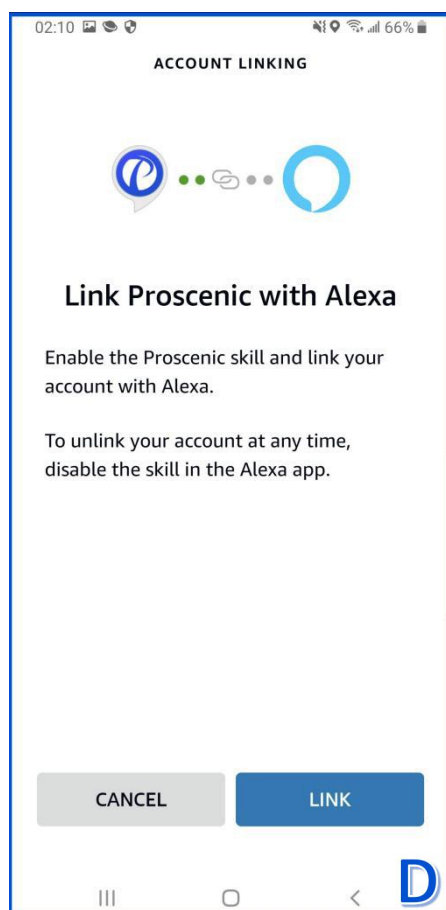 02:10 66%
ACCOUNT LINKING
Link Proscenic with Alexa
Enable the Proscenic skill and link your
account with Alexa.
To unlink your account at any time,
disable the skill in the Alexa app.
CANCEL LINK
D